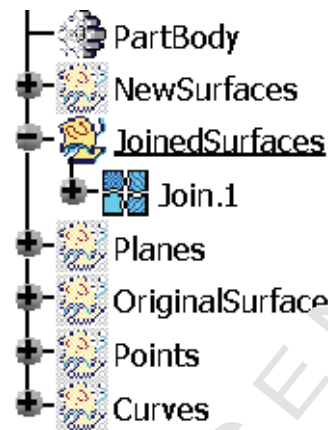 PartBody
NewSurfaces
JoinedSurfaces
Join.1
Planes
OriginalSurface
Points
Curves